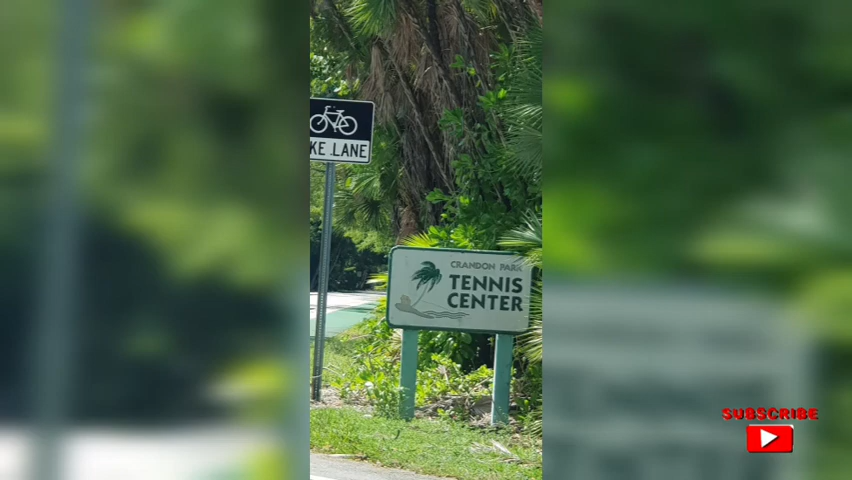 KE LANE
CRANDON PARK
TENNIS
CENTER
SUBSCRIBE